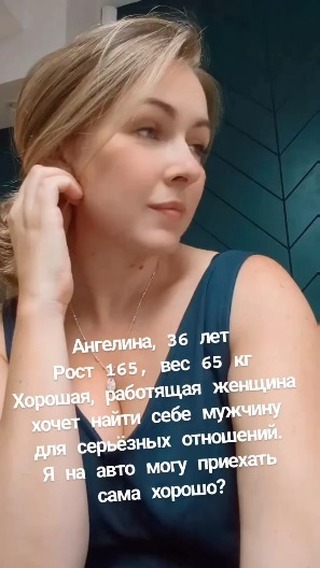 Ангелина, 36 лет
Рост 165, вес 65 кг
Хорошая, работящая женщина
хочет найти себе мужчину
для серьёзных отношений.
Я на авто могу приехать
сама хорошо?